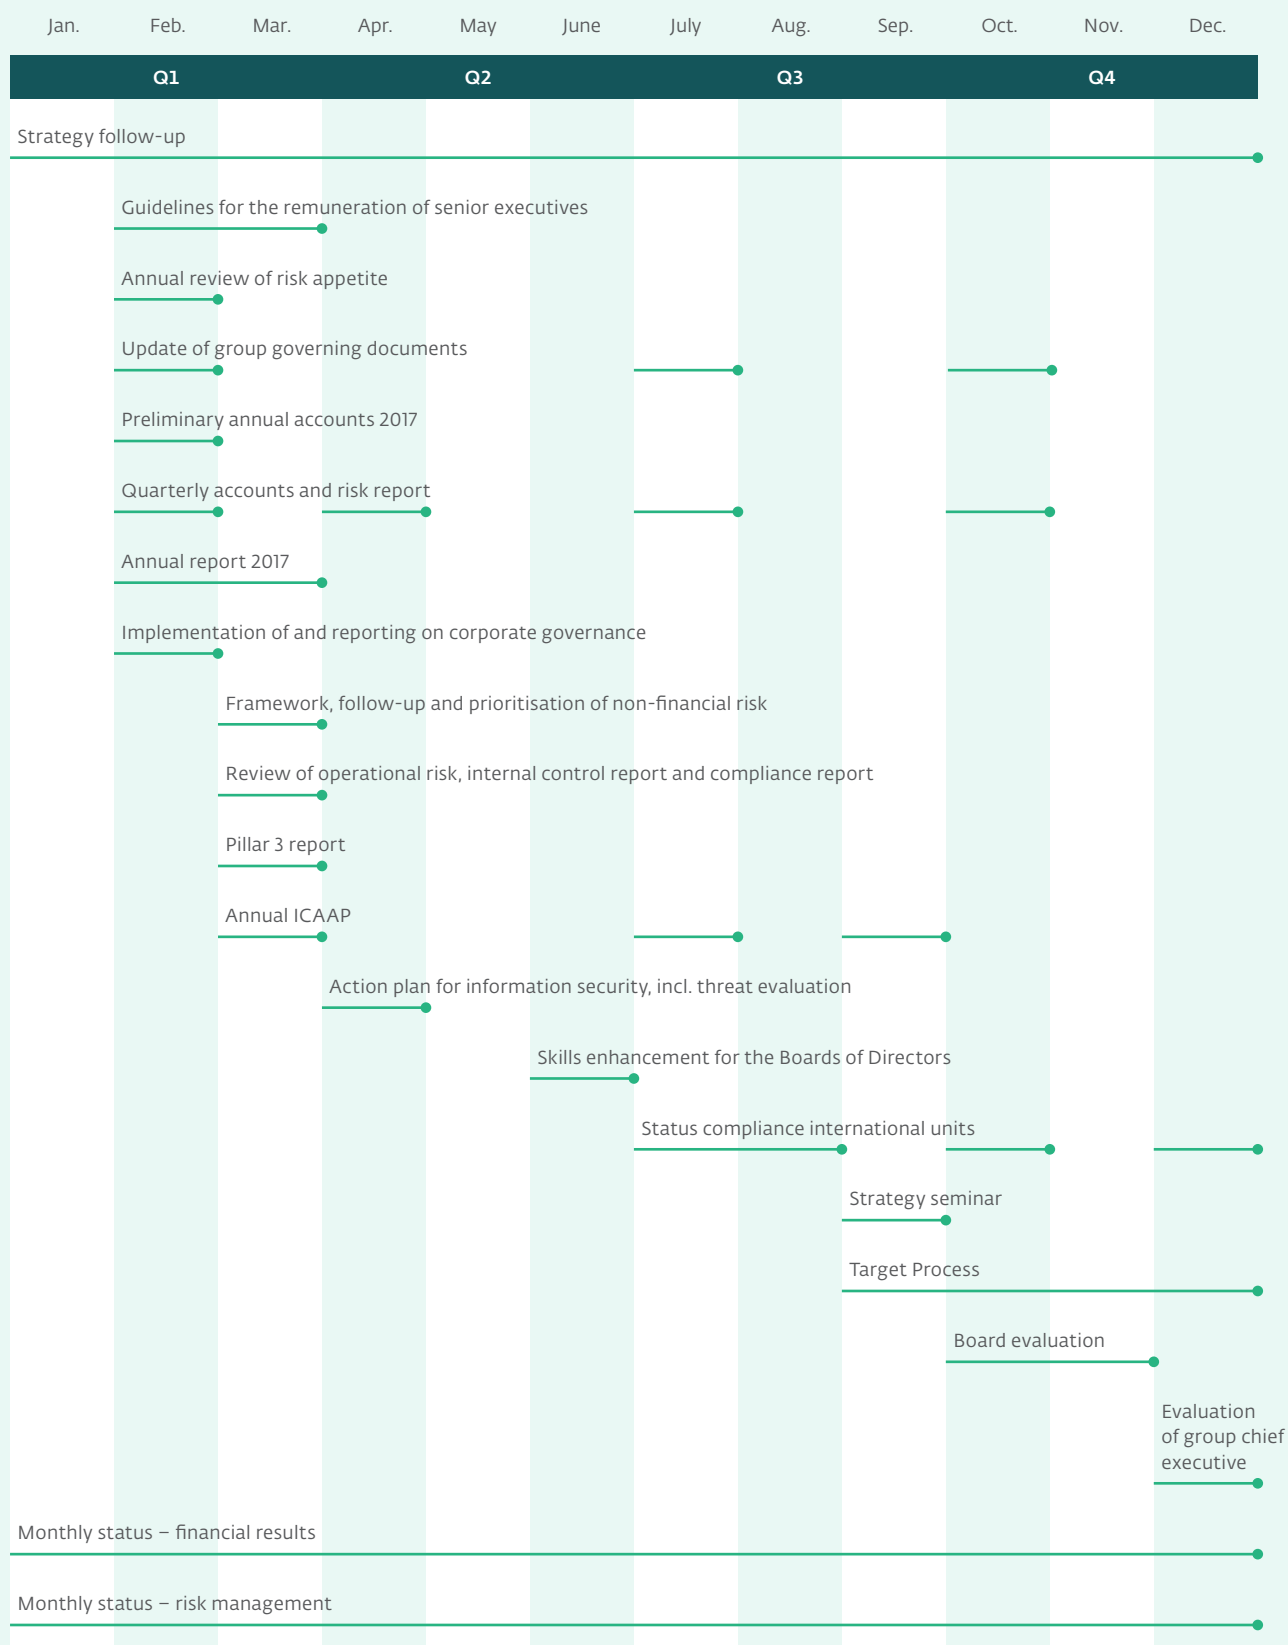 Jan. Feb. Mar. Apr. May June July Aug. Sep. Oct. Nov. Dec.
Q1 Q2 Q3 Q4
Strategy follow-up
Guidelines for the remuneration of senior executives
Annual review of risk appetite
Update of group governing documents
Preliminary annual accounts 2017
Quarterly accounts and risk report
Annual report 2017
Implementation of and reporting on corporate governance
Framework, follow-up and prioritisation of non-financial risk
Review of operational risk, internal control report and compliance report
Pillar 3 report
Annual ICAAP
Action plan for information security, incl. threat evaluation
Skills enhancement for the Boards of Directors
Status compliance international units
Strategy seminar
Target Process
Board evaluation
Evaluation
of group chief
executive
Monthly status – financial results
Monthly status – risk management